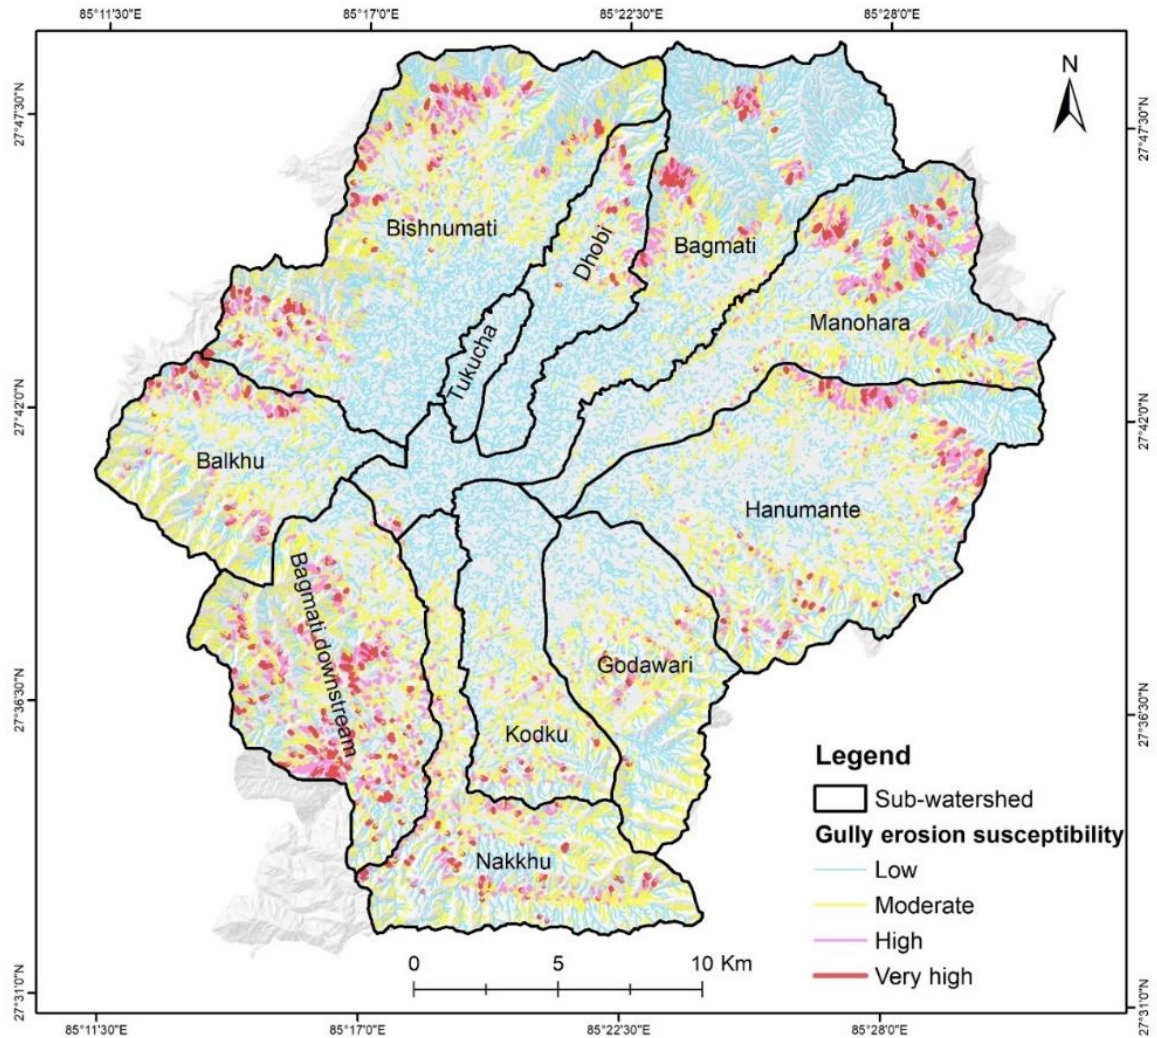 85°11'30"E
85°17'0"E
85°22'30"E
85°28'0"E
N
27°47'30"N
27°47'30"N
Bishnumati
Dhobi
Bagmati
Manohara
Tukucha
27°42'0"N
27°42'0"N
Balkhu
Hanumante
Bagmati downstream
Godawari
27°36'30"N
27°36'30"N
Kodku
Legend
Sub-watershed
Gully erosion susceptibility
Nakkhu
Low
Moderate
High
Very high
0 5 10 Km
27°31'0"N
27°31'0"N
85°11'30"E
85°17'0"E
85°22'30"E
85°28'0"E